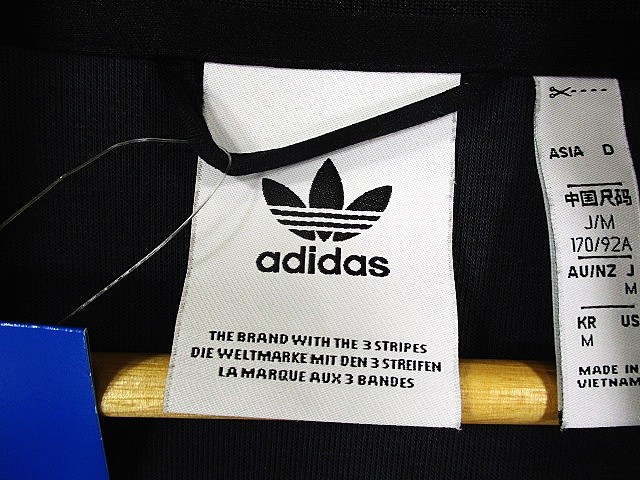 adidas
THE BRAND WITH THE 3 STRIPES
DIE WELTMARKE MIT DEN 3 STREIFEN
LA MARQUE AUX 3 BANDES
ASIA D
中国尺码
J/M
170/92A
AU/NZ J
M
KR US
M
MADE IN
VIETNAM